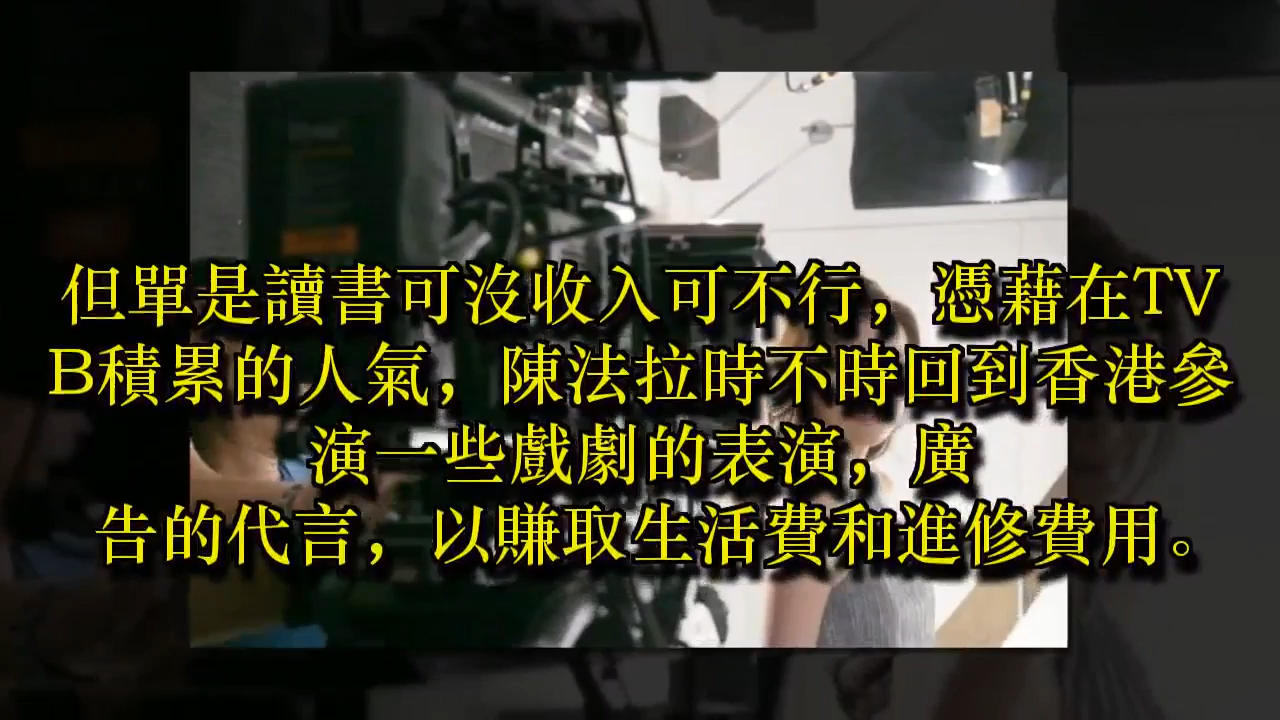 但單是讀書可沒收入可不行，憑藉在TV
B積累的人氣，陳法拉時不時回到香港參
演一些戲劇的表演，廣
告的代言，以賺取生活費和進修費用。